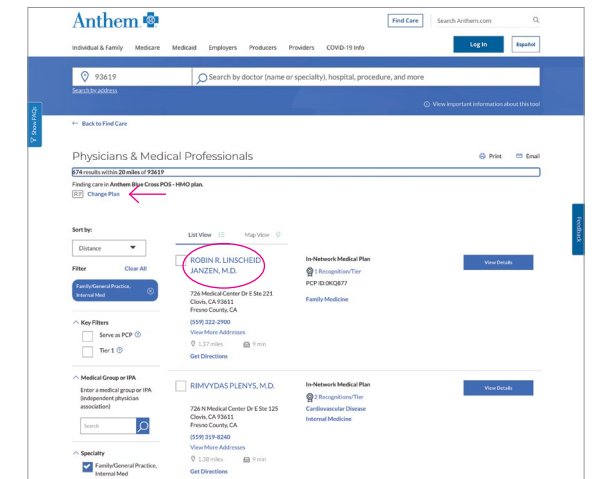 Anthem
Find Care
Search Anthem.com
Individual & Family Medicare Medicaid Employers Producers Providers COVID-19 Info
Log In
Español
93619
Search by doctor (name or specialty), hospital, procedure, and more
Search by address
View important information about this tool
Show FAQs
← Back to Find Care
Physicians & Medical Professionals
Print
Email
674 results within 20 miles of 93619
Finding care in Anthem Blue Cross POS - HMO plan.
Change Plan
Feedback
Sort by:
Distance
Filter
Clear All
Family/General Practice,
Internal Med
Key Filters
Serve as PCP
Tier 1
Medical Group or IPA
Enter a medical group or IPA
(independent physician
association)
Search
Specialty
Family/General Practice,
Internal Med
List View
Map View
ROBIN R. LINSCHEID
JANZEN, M.D.
726 Medical Center Dr E Ste 221
Clovis, CA 93611
Fresno County, CA
(559) 322-2900
View More Addresses
1.37 miles 9 min
Get Directions
In-Network Medical Plan
1 Recognition/Tier
PCP ID:0KQ877
Family Medicine
View Details
RIMVYDAS PLENYS, M.D.
726 N Medical Center Dr E Ste 125
Clovis, CA 93611
Fresno County, CA
(559) 319-8240
View More Addresses
1.38 miles 9 min
Get Directions
In-Network Medical Plan
2 Recognitions/Tier
Cardiovascular Disease
Internal Medicine
View Details